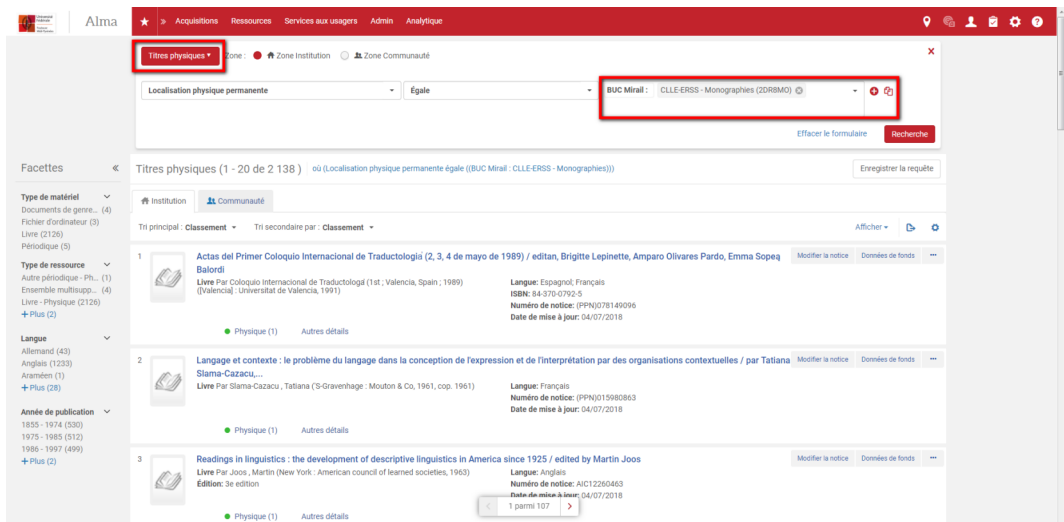 Alma
» Acquisitions Ressources Services aux usagers Admin Analytique
Titres physiques Zone : Zone Institution Zone Communauté x
Localisation physique permanente Égale BUC Mirail : CLLE-ERSS - Monographies (2DR8MO)
Effacer le formulaire Recherche
Facettes «
Type de matériel
Documents de genre... (4)
Fichier d'ordinateur (3)
Livre (2126)
Périodique (5)
Type de ressource
Autre périodique - Ph... (1)
Ensemble multisupp... (4)
Livre - Physique (2126)
+ Plus (2)
Langue
Allemand (43)
Anglais (1233)
Araméen (1)
+ Plus (28)
Année de publication
1855 - 1974 (530)
1975 - 1985 (512)
1986 - 1997 (499)
+ Plus (2)
Titres physiques (1 - 20 de 2 138 ) où (Localisation physique permanente égale ((BUC Mirail : CLLE-ERSS - Monographies))) Enregistrer la requête
Institution Communauté
Tri principal : Classement Tri secondaire par : Classement Afficher
1 Actas del Primer Coloquio Internacional de Traductología (2, 3, 4 de mayo de 1989) / editan, Brigitte Lepinette, Amparo Olivares Pardo, Emma Sopeq Modifier la notice Données de fonds ...
Balordi
Livre Par Coloquio Internacional de Traductologí (1st ; Valencia, Spain ; 1989) Langue: Espagnol; Français
([Valencia] : Universitat de Valencia, 1991) ISBN: 84-370-0792-5
Numéro de notice: (PPN)078149096
Date de mise à jour: 04/07/2018
Physique (1) Autres détails
2 Langage et contexte : le problème du langage dans la conception de l'expression et de l'interprétation par des organisations contextuelles / par Tatiana Modifier la notice Données de fonds ...
Slama-Cazacu,...
Livre Par Slama-Cazacu , Tatiana ('S-Gravenhage : Mouton & Co, 1961, cop. 1961) Langue: Français
Numéro de notice: (PPN)015980863
Date de mise à jour: 04/07/2018
Physique (1) Autres détails
3 Readings in linguistics : the development of descriptive linguistics in America since 1925 / edited by Martin Joos Modifier la notice Données de fonds ...
Livre Par Joos , Martin (New York : American council of learned societies, 1963) Langue: Anglais
Édition: 3e edition Numéro de notice: AIC12260463
Date de mise à jour: 04/07/2018
< 1 parmi 107 >
Physique (1) Autres détails